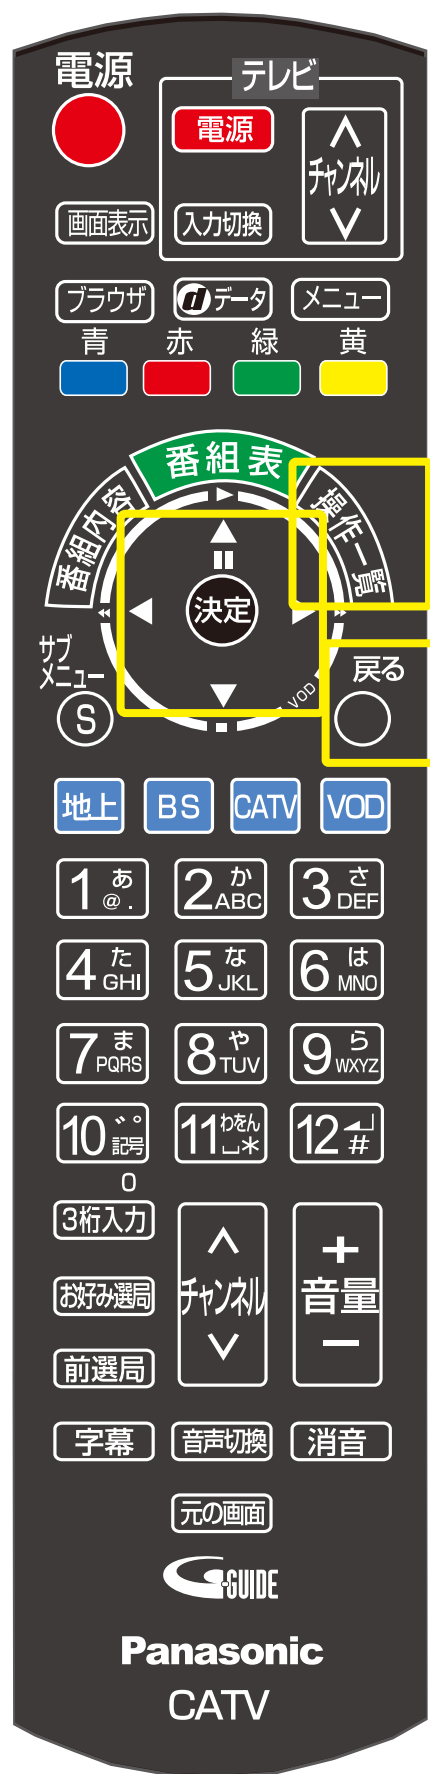 電源
テレビ
電源
チャンネル
画面表示
入力切換
ブラウザ
dデータ
メニュー
青
赤
緑
黄
番組表
番組内容
操作一覧
決定
サブ
メニュー
S
VOD
戻る
地上
BS
CATV
VOD
1 あ @.
2 か ABC
3 さ DEF
4 た GHI
5 な JKL
6 は MNO
7 ま PQRS
8 や TUV
9 ら WXYZ
10 ゛゜ 記号
11 わをん ␣*
12 #
0
3桁入力
チャンネル
+
音量
−
お好み選局
前選局
字幕
音声切換
消音
元の画面
G-GUIDE
Panasonic
CATV